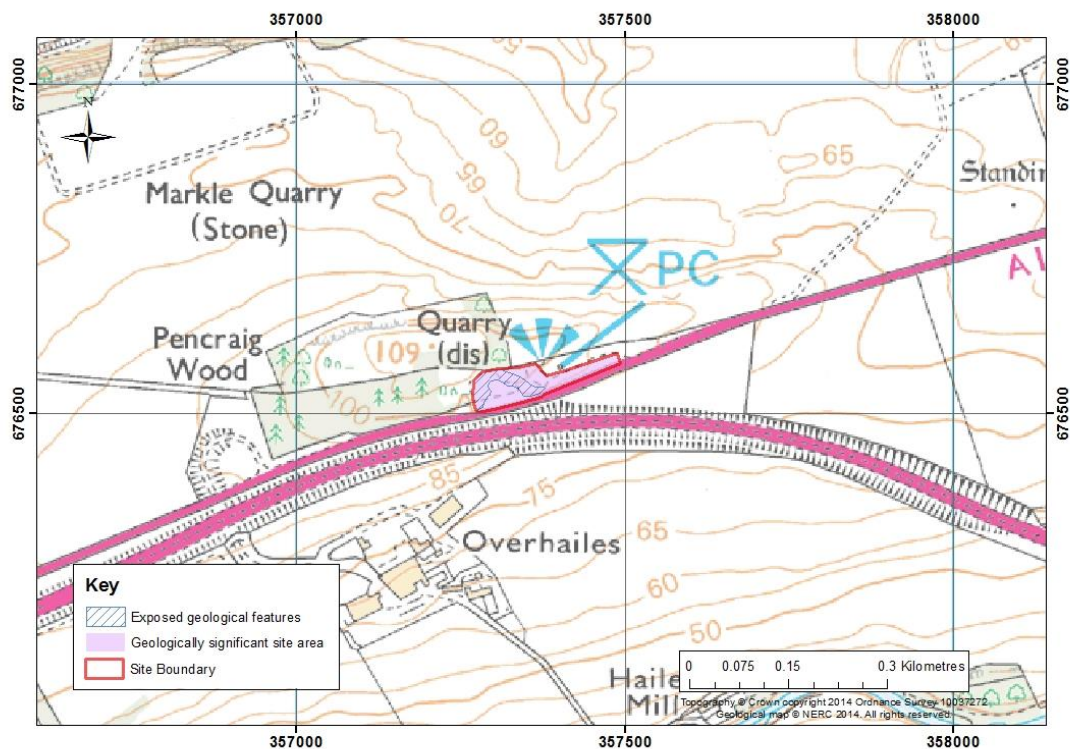 357000
357500
358000
677000
677000
N
65
60
65
70
Standin
Markle Quarry
(Stone)
PC
A1
Quarry
(dis)
109
Pencraig
Wood
100
676500
676500
85
75
65
60
50
Overhailes
Key
Exposed geological features
Geologically significant site area
Site Boundary
0 0.075 0.15 0.3 Kilometres
Haile
Mill
Topography © Crown copyright 2014 Ordnance Survey 10037272.
Geological map © NERC 2014. All rights reserved.
357000
357500
358000